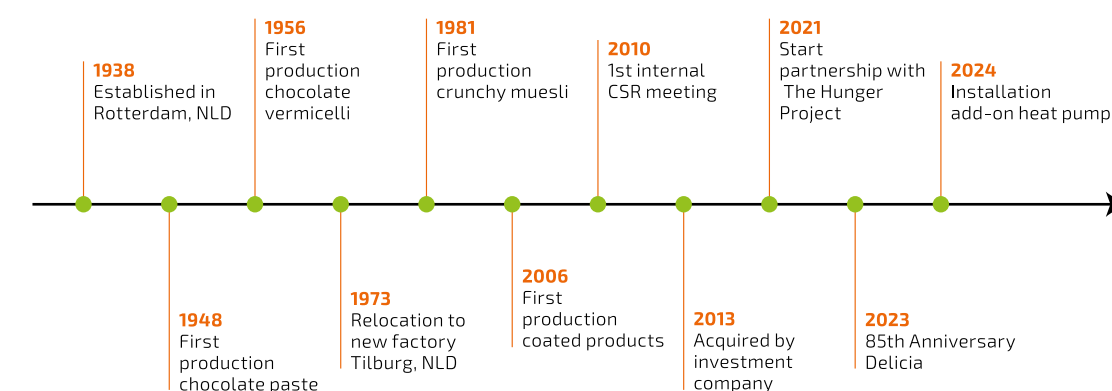 1938
Established in
Rotterdam, NLD
1948
First
production
chocolate paste
1956
First
production
chocolate
vermicelli
1973
Relocation to
new factory
Tilburg, NLD
1981
First
production
crunchy muesli
2006
First
production
coated products
2010
1st internal
CSR meeting
2013
Acquired by
investment
company
2021
Start
partnership with
The Hunger
Project
2023
85th Anniversary
Delicia
2024
Installation
add-on heat pump